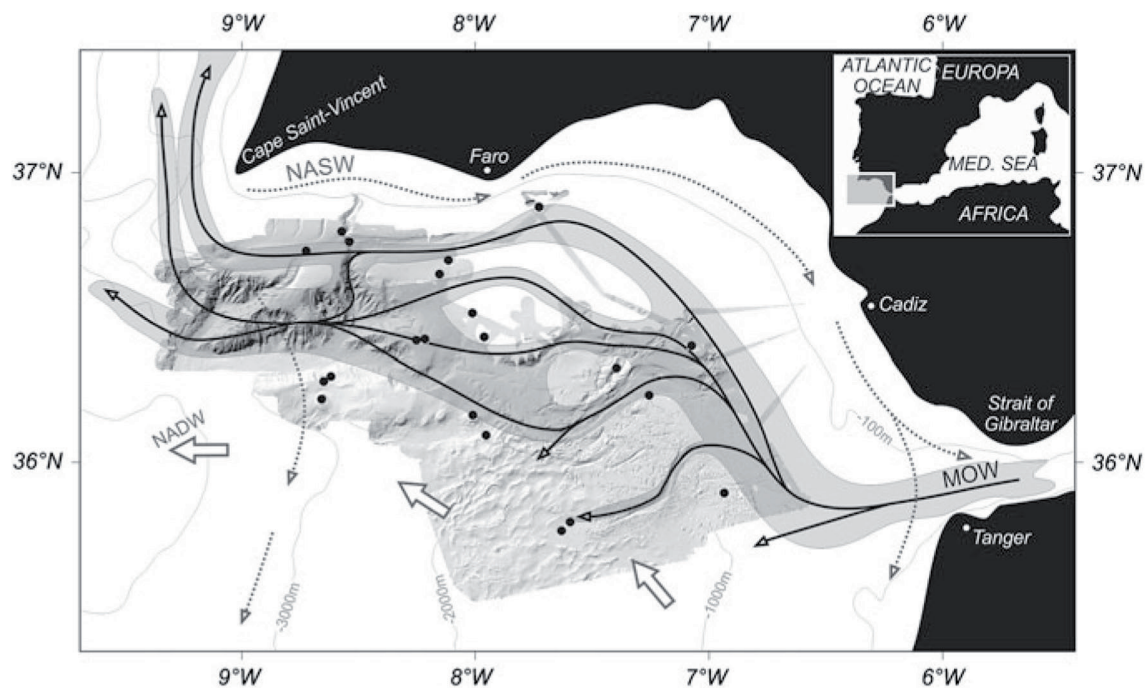 9°W 8°W 7°W 6°W
ATLANTIC
OCEAN
EUROPA
MED. SEA
AFRICA
Cape Saint-Vincent
Faro
NASW
37°N 37°N
Cadiz
Strait of
Gibraltar
-100m
NADW
36°N 36°N
MOW
Tanger
-3000m
-2000m
-1000m
9°W 8°W 7°W 6°W